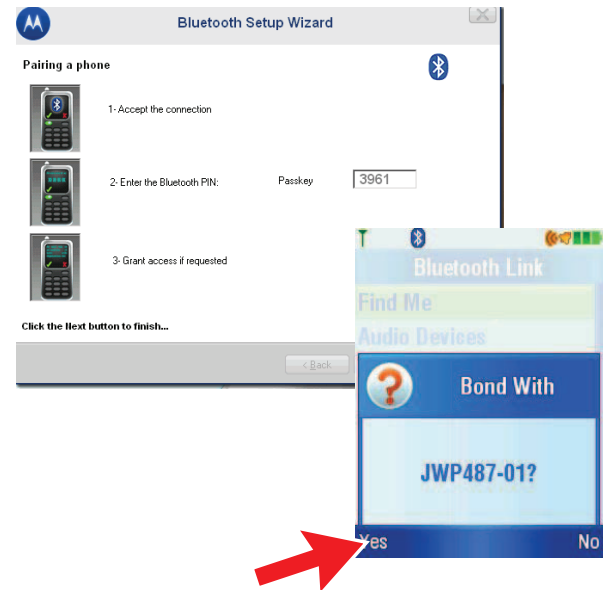 Bluetooth Setup Wizard
Pairing a phone
1- Accept the connection
2- Enter the Bluetooth PIN:
Passkey
3961
3- Grant access if requested
Click the Next button to finish...
< Back
Bluetooth Link
Find Me
Audio Devices
Bond With
JWP487-01?
Yes
No